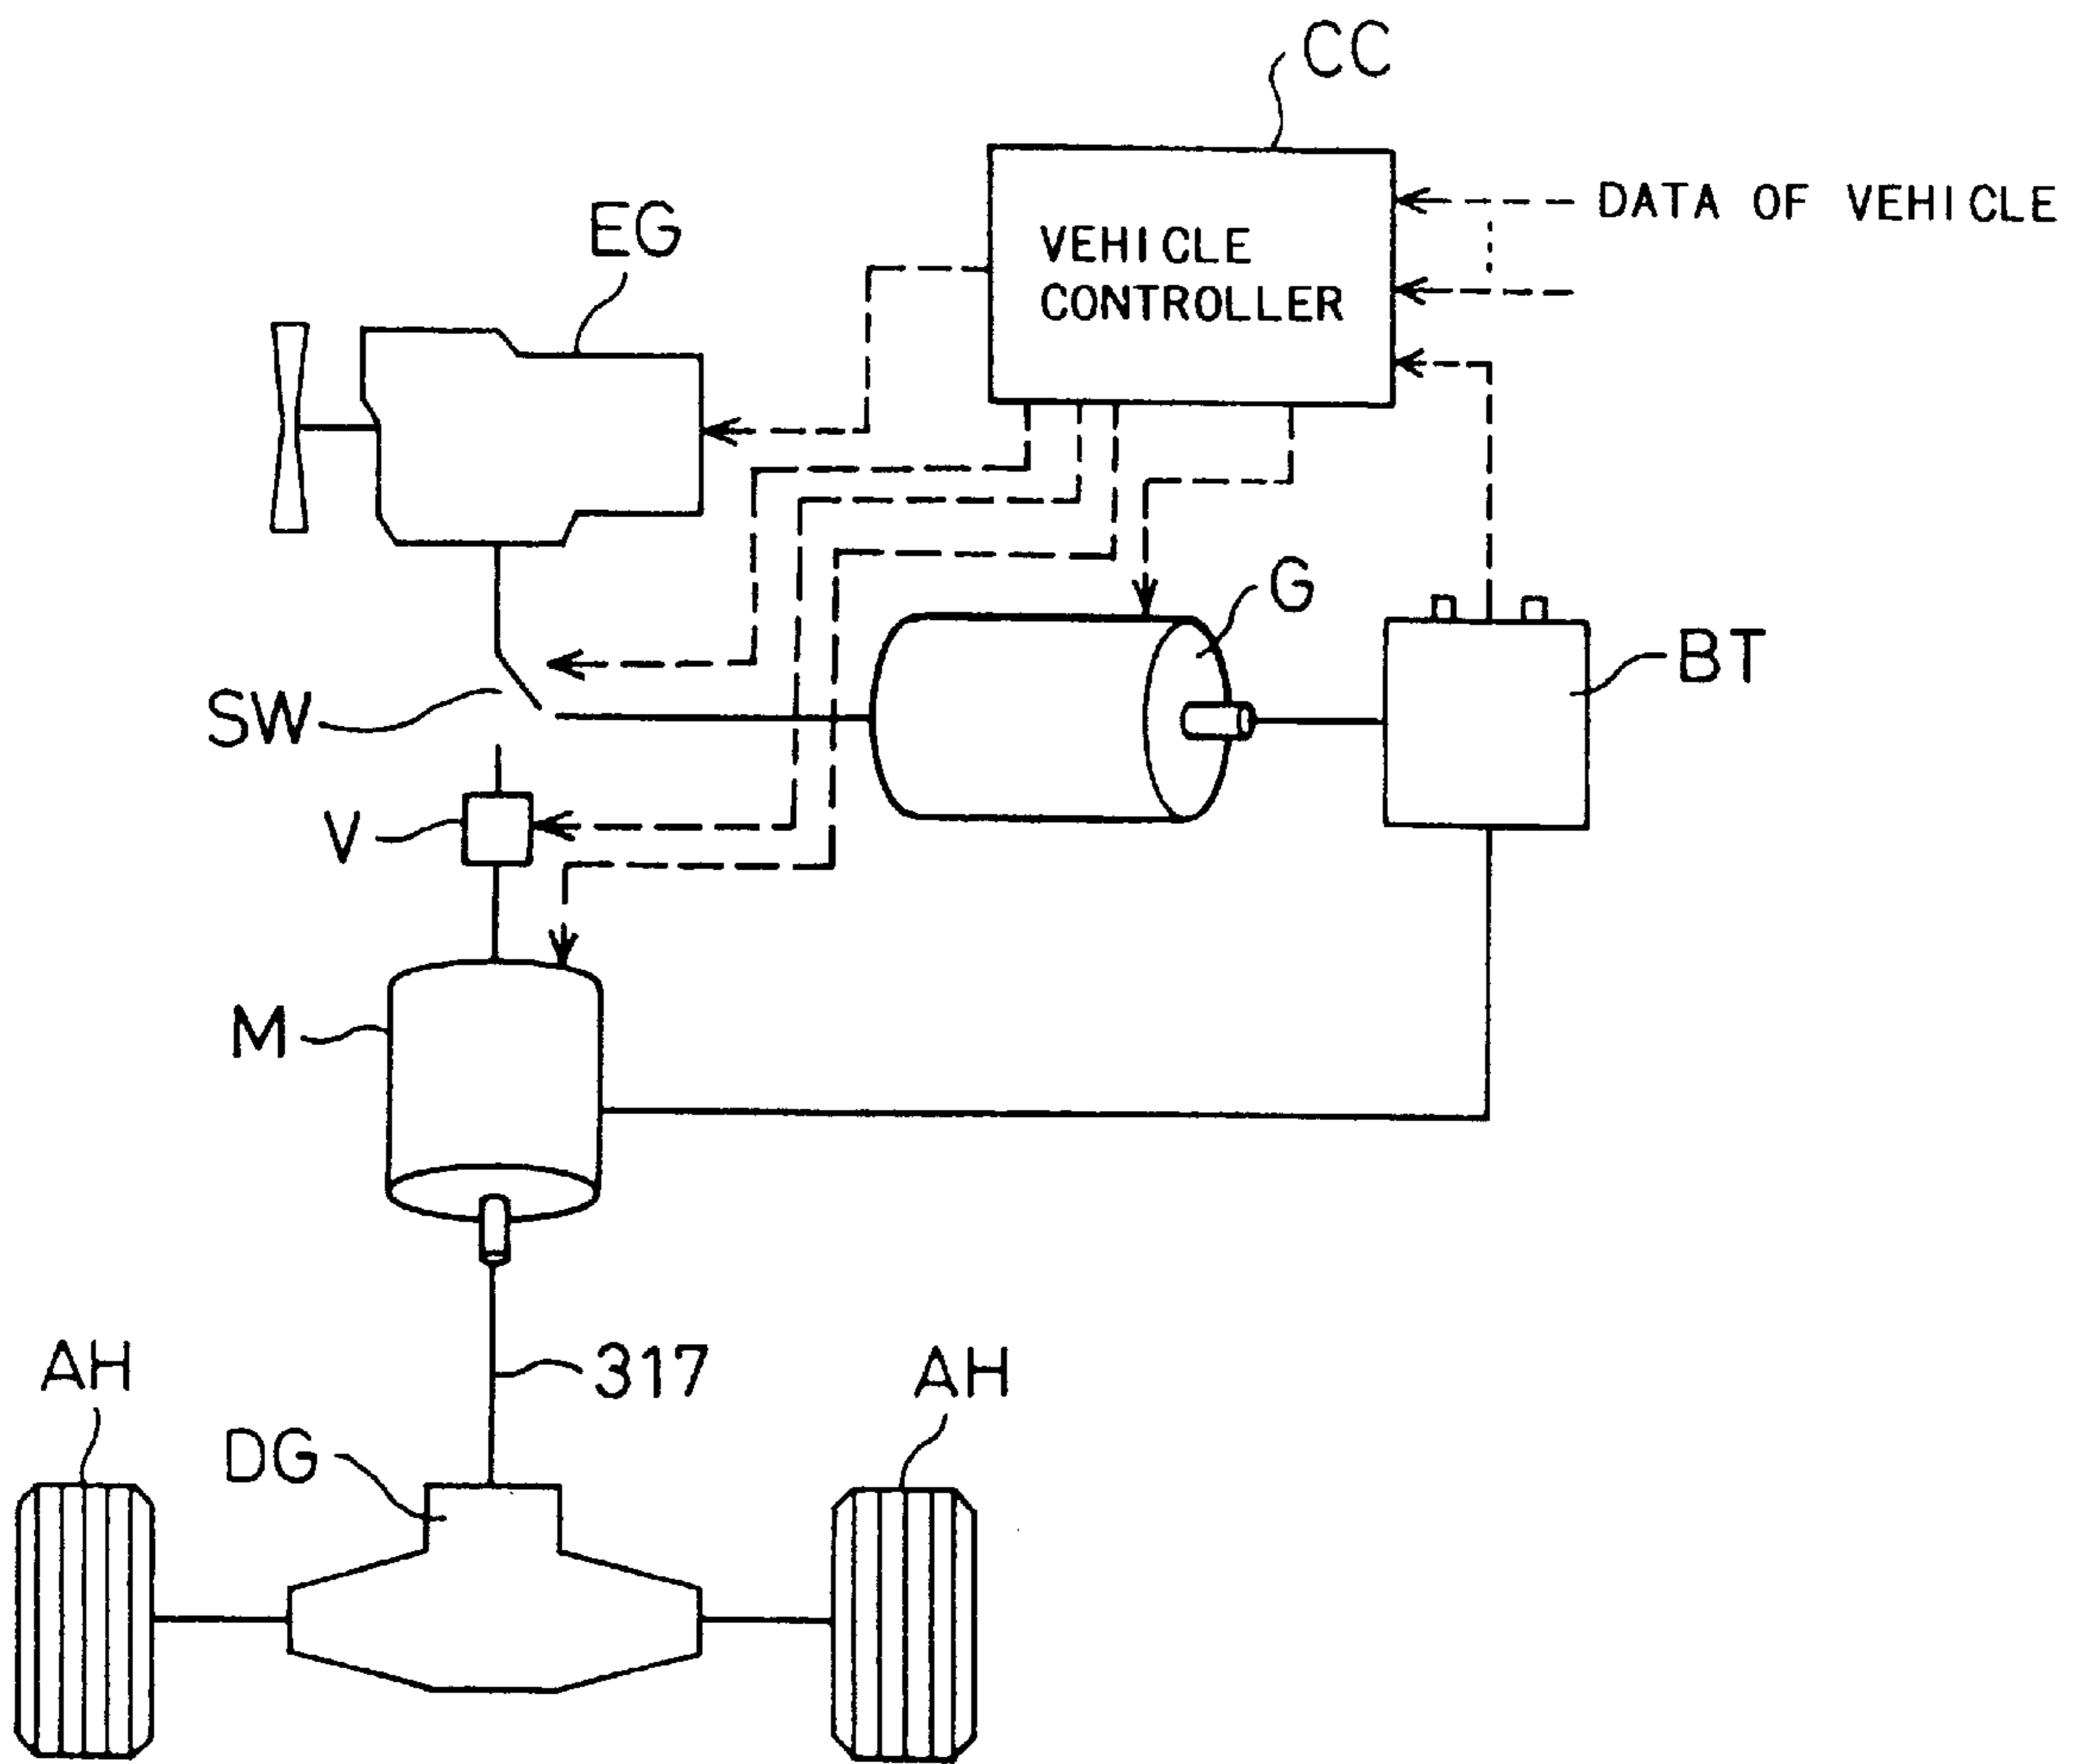 CC
DATA OF VEHICLE
EG
VEHICLE
CONTROLLER
G
BT
SW
V
M
317
AH
AH
DG